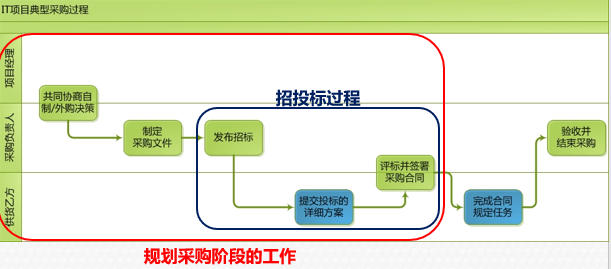 IT项目典型采购过程
项目经理
采购负责人
供货乙方
共同协商自
制/外购决策
制定
采购文件
招投标过程
发布招标
提交投标的
详细方案
评标并签署
采购合同
完成合同
规定任务
验收并
结束采购
规划采购阶段的工作